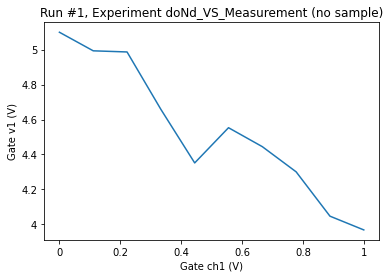 Run #1, Experiment doNd_VS_Measurement (no sample)
Gate v1 (V)
5
4.8
4.6
4.4
4.2
4
0 0.2 0.4 0.6 0.8 1
Gate ch1 (V)